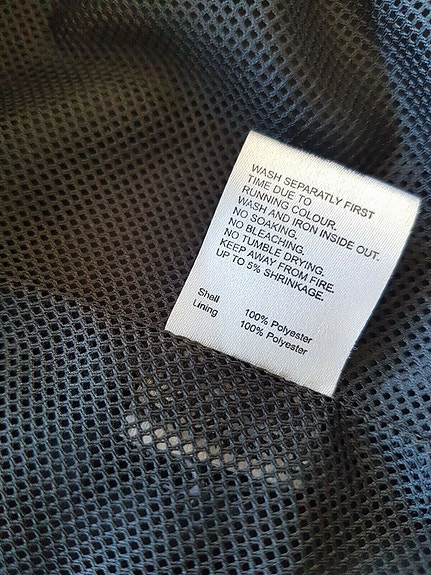 WASH SEPARATLY FIRST
TIME DUE TO
RUNNING COLOUR.
WASH AND IRON INSIDE OUT.
NO SOAKING.
NO BLEACHING.
NO TUMBLE DRYING.
KEEP AWAY FROM FIRE.
UP TO 5% SHRINKAGE.
Shell 100% Polyester
Lining 100% Polyester